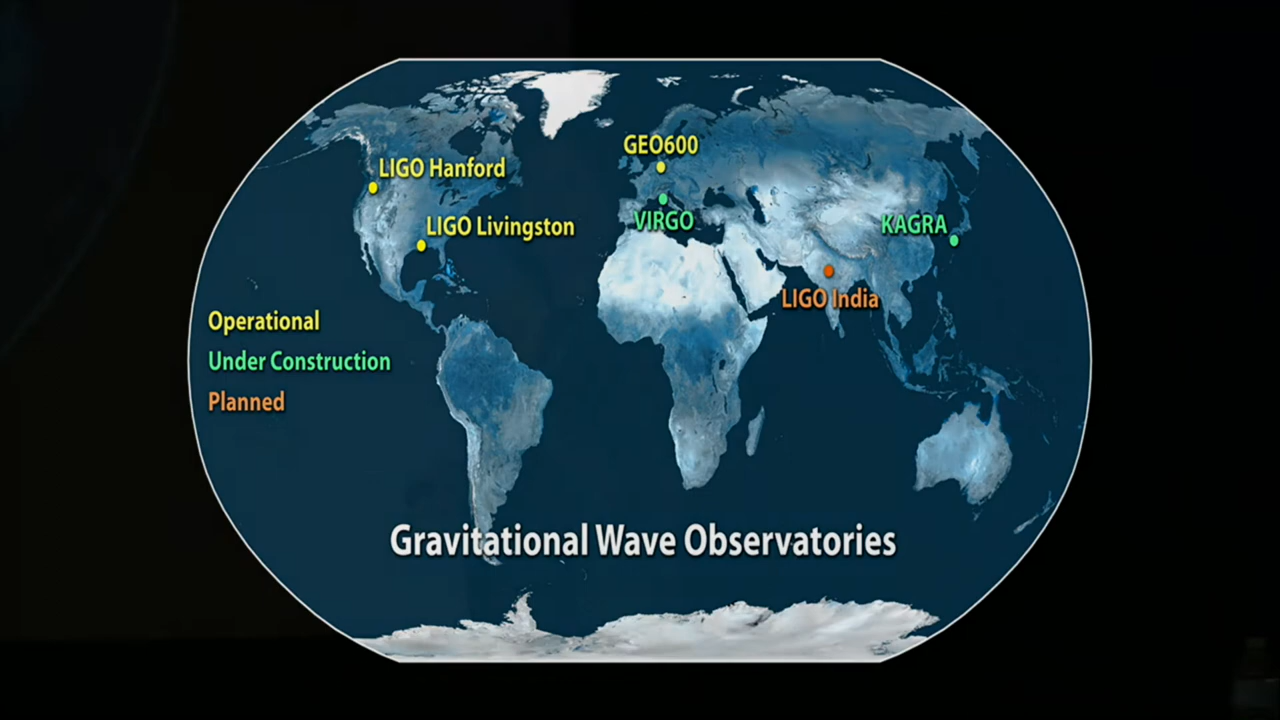 GEO600
LIGO Hanford
LIGO Livingston
VIRGO
KAGRA
LIGO India
Operational
Under Construction
Planned
Gravitational Wave Observatories